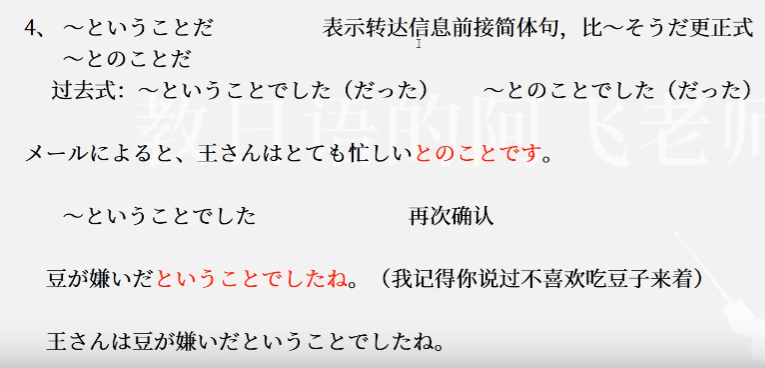 4、 ～ということだ 表示转达信息前接简体句，比～そうだ更正式
～とのことだ
过去式：～ということでした（だった） ～とのことでした（だった）
教日语的阿飞老师
メールによると、王さんはとても忙しいとのことです。
～ということでした 再次确认
豆が嫌いだということでしたね。（我记得你说过不喜欢吃豆子来着）
王さんは豆が嫌いだということでしたね。